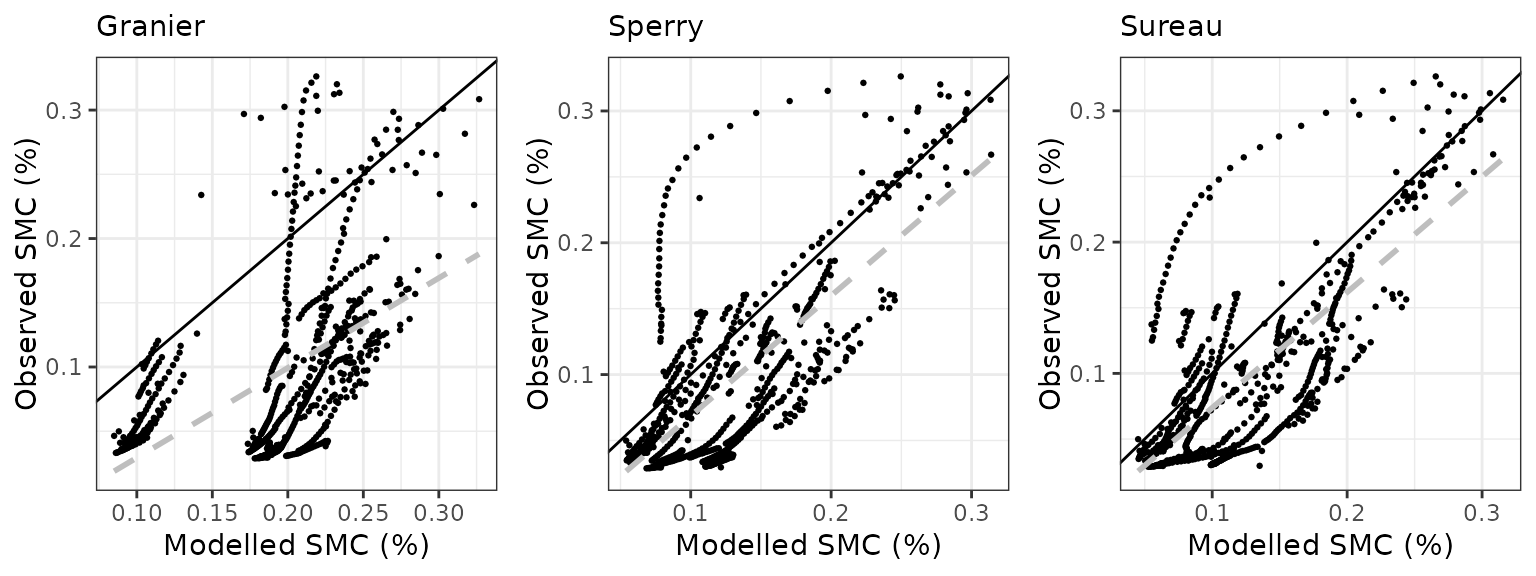 Granier
Observed SMC (%)
0.3
0.2
0.1
0.10 0.15 0.20 0.25 0.30
Modelled SMC (%)
Sperry
Observed SMC (%)
0.3
0.2
0.1
0.1 0.2 0.3
Modelled SMC (%)
Sureau
Observed SMC (%)
0.3
0.2
0.1
0.1 0.2 0.3
Modelled SMC (%)